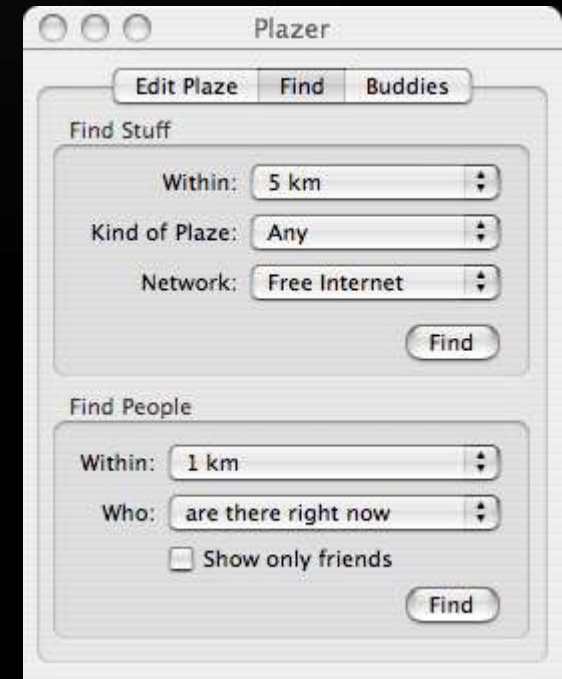 Plazer
Edit Plaze Find Buddies
Find Stuff
Within: 5 km
Kind of Plaze: Any
Network: Free Internet
Find
Find People
Within: 1 km
Who: are there right now
Show only friends
Find